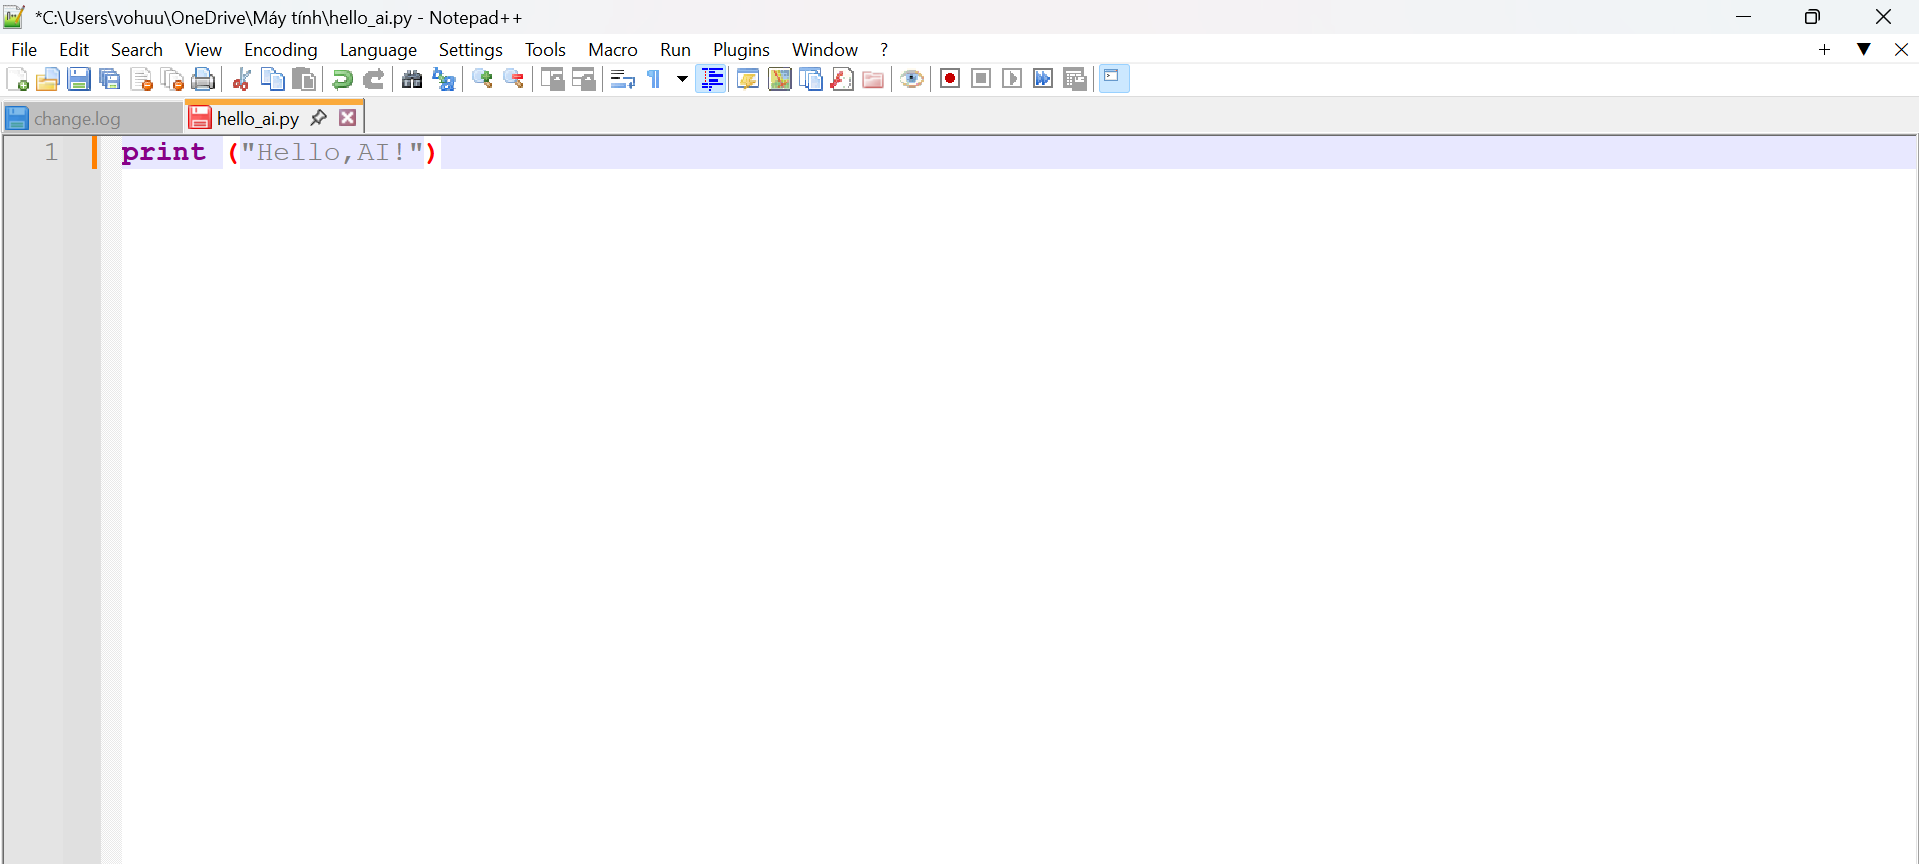 *C:\Users\vohuu\OneDrive\Máy tính\hello_ai.py - Notepad++
File Edit Search View Encoding Language Settings Tools Macro Run Plugins Window ?
change.log hello_ai.py
1 print ("Hello,AI!")